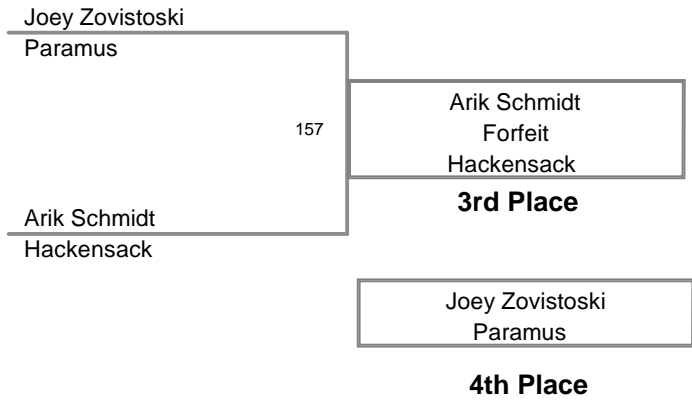 Joey Zovistoski
Paramus
157
Arik Schmidt
Forfeit
Hackensack
3rd Place
Arik Schmidt
Hackensack
Joey Zovistoski
Paramus
4th Place